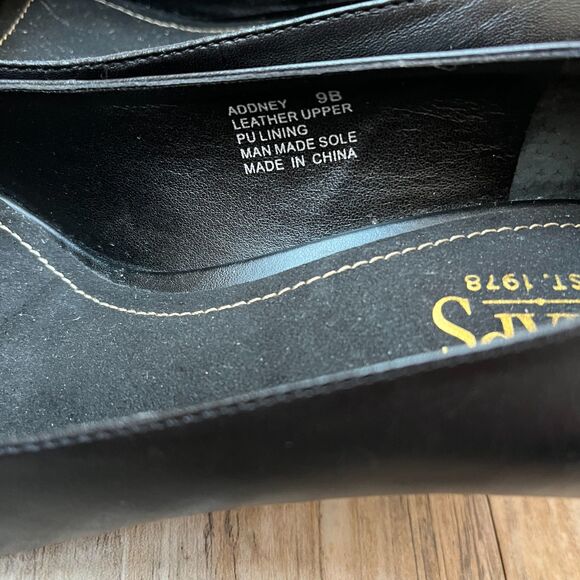 ADDNEY 9B
LEATHER UPPER
PU LINING
MAN MADE SOLE
MADE IN CHINA
ST. 1978